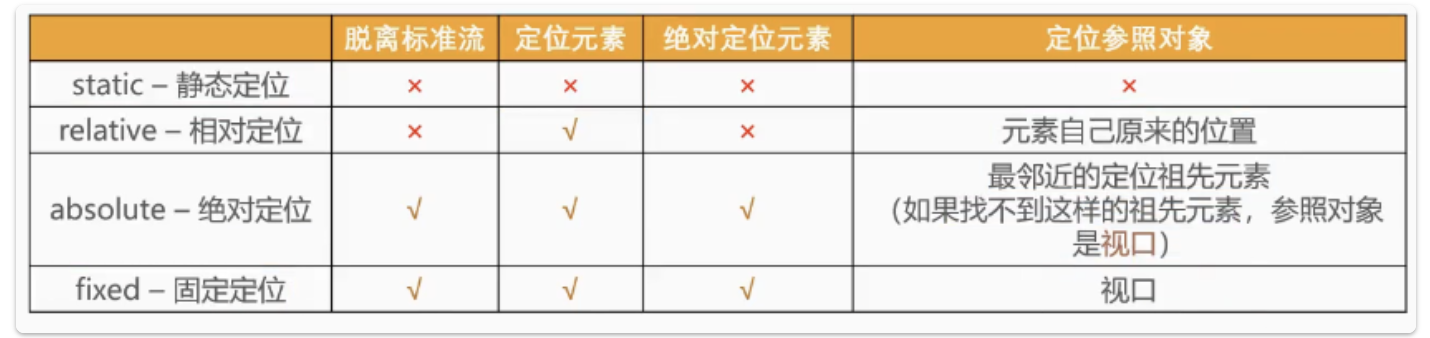 脱离标准流 定位元素 绝对定位元素 定位参照对象
static – 静态定位 × × × ×
relative – 相对定位 × √ × 元素自己原来的位置
absolute – 绝对定位 √ √ √ 最邻近的定位祖先元素
（如果找不到这样的祖先元素，参照对象
是视口）
fixed – 固定定位 √ √ √ 视口